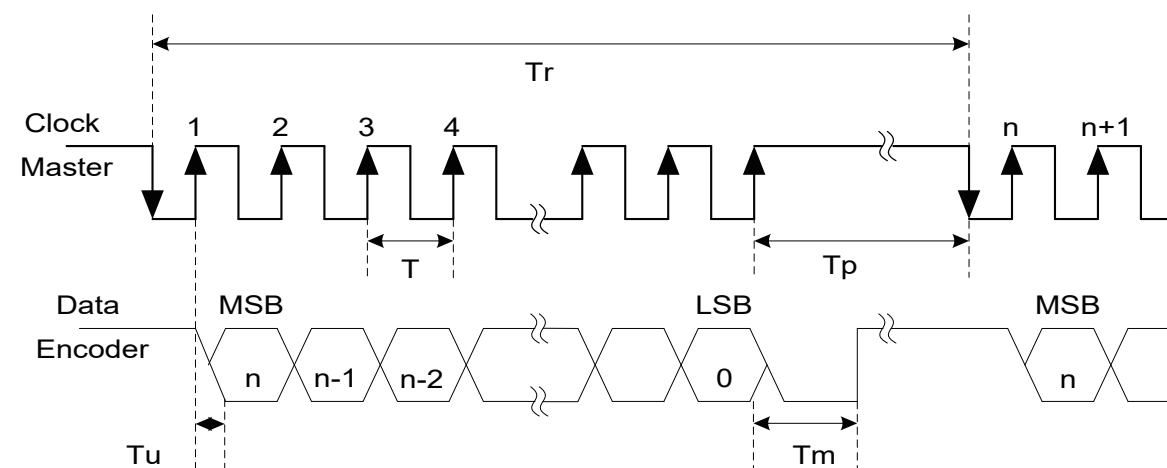 Tr
Clock
Master
1 2 3 4 n n+1
T
Tp
Data
Encoder
MSB LSB MSB
n n-1 n-2 0 n
Tu
Tm